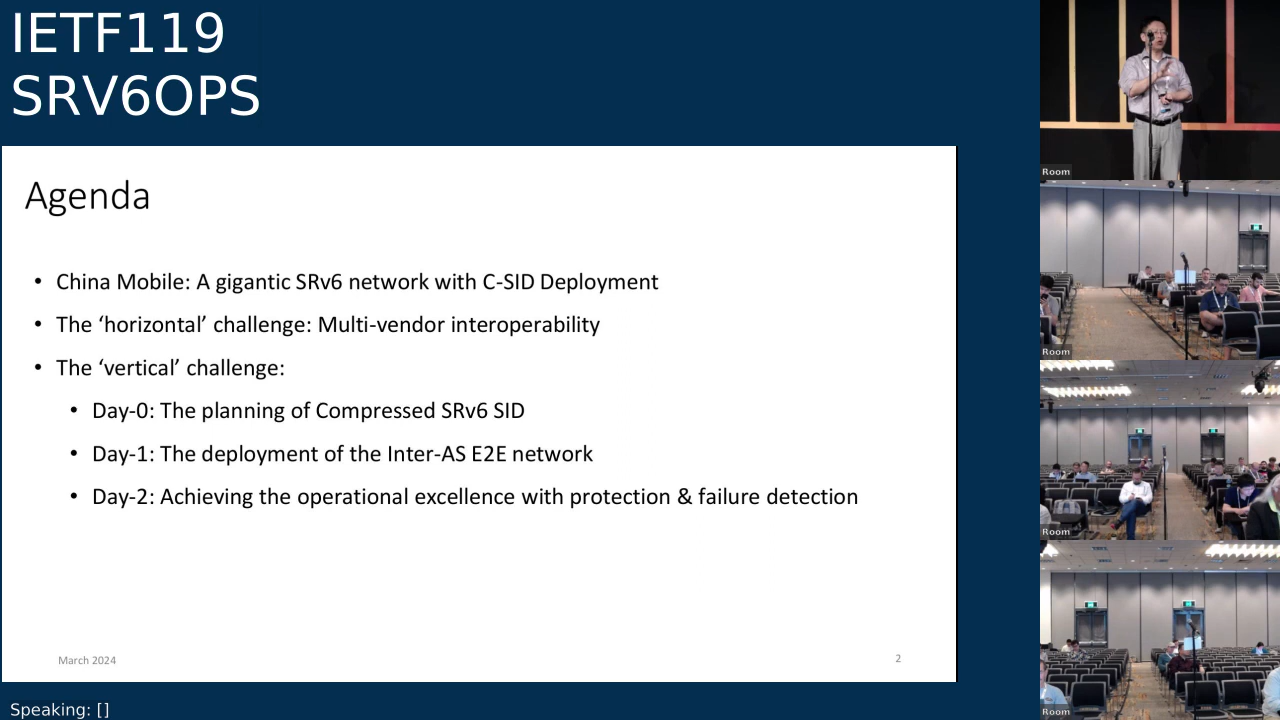 IETF119
SRV6OPS
Agenda
• China Mobile: A gigantic SRv6 network with C-SID Deployment
• The ‘horizontal’ challenge: Multi-vendor interoperability
• The ‘vertical’ challenge:
• Day-0: The planning of Compressed SRv6 SID
• Day-1: The deployment of the Inter-AS E2E network
• Day-2: Achieving the operational excellence with protection & failure detection
March 2024
2
Speaking: []
Room
Room
Room
Room